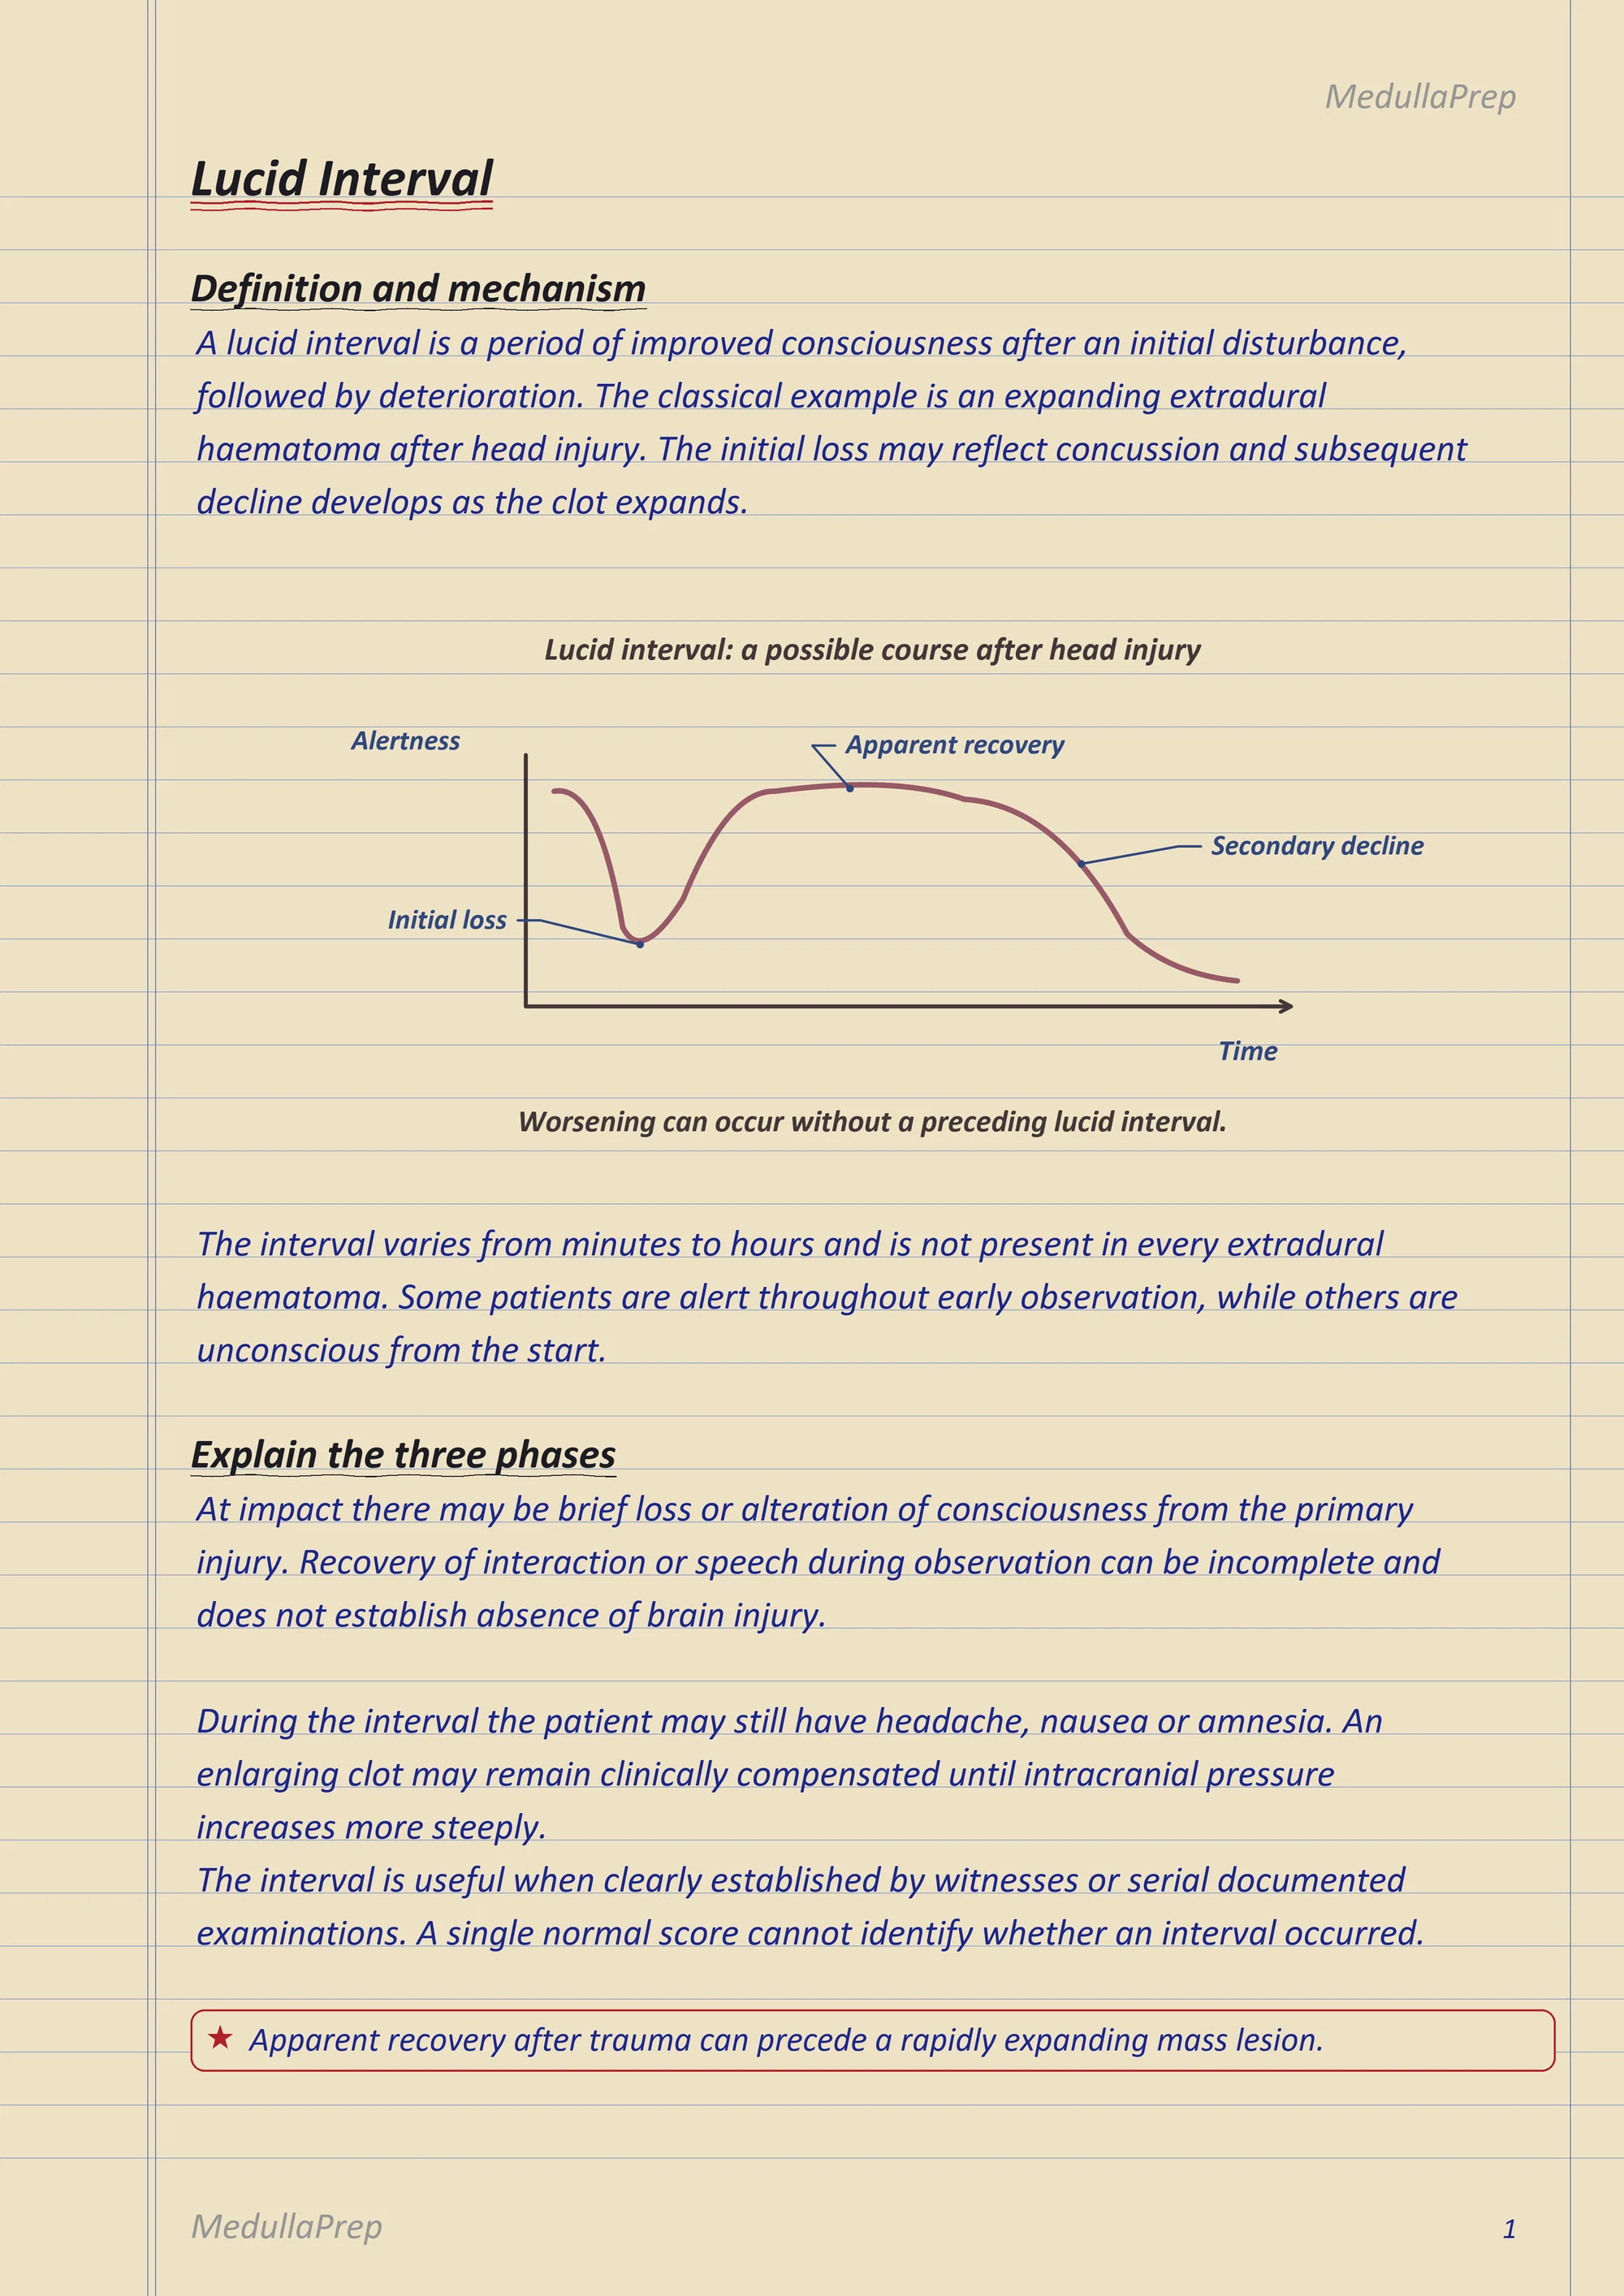 MedullaPrep
Lucid Interval
Definition and mechanism
A lucid interval is a period of improved consciousness after an initial disturbance,
followed by deterioration. The classical example is an expanding extradural
haematoma after head injury. The initial loss may reflect concussion and subsequent
decline develops as the clot expands.
Lucid interval: a possible course after head injury
Alertness
Apparent recovery
Secondary decline
Initial loss
Time
Worsening can occur without a preceding lucid interval.
The interval varies from minutes to hours and is not present in every extradural
haematoma. Some patients are alert throughout early observation, while others are
unconscious from the start.
Explain the three phases
At impact there may be brief loss or alteration of consciousness from the primary
injury. Recovery of interaction or speech during observation can be incomplete and
does not establish absence of brain injury.
During the interval the patient may still have headache, nausea or amnesia. An
enlarging clot may remain clinically compensated until intracranial pressure
increases more steeply.
The interval is useful when clearly established by witnesses or serial documented
examinations. A single normal score cannot identify whether an interval occurred.
★ Apparent recovery after trauma can precede a rapidly expanding mass lesion.
MedullaPrep
1